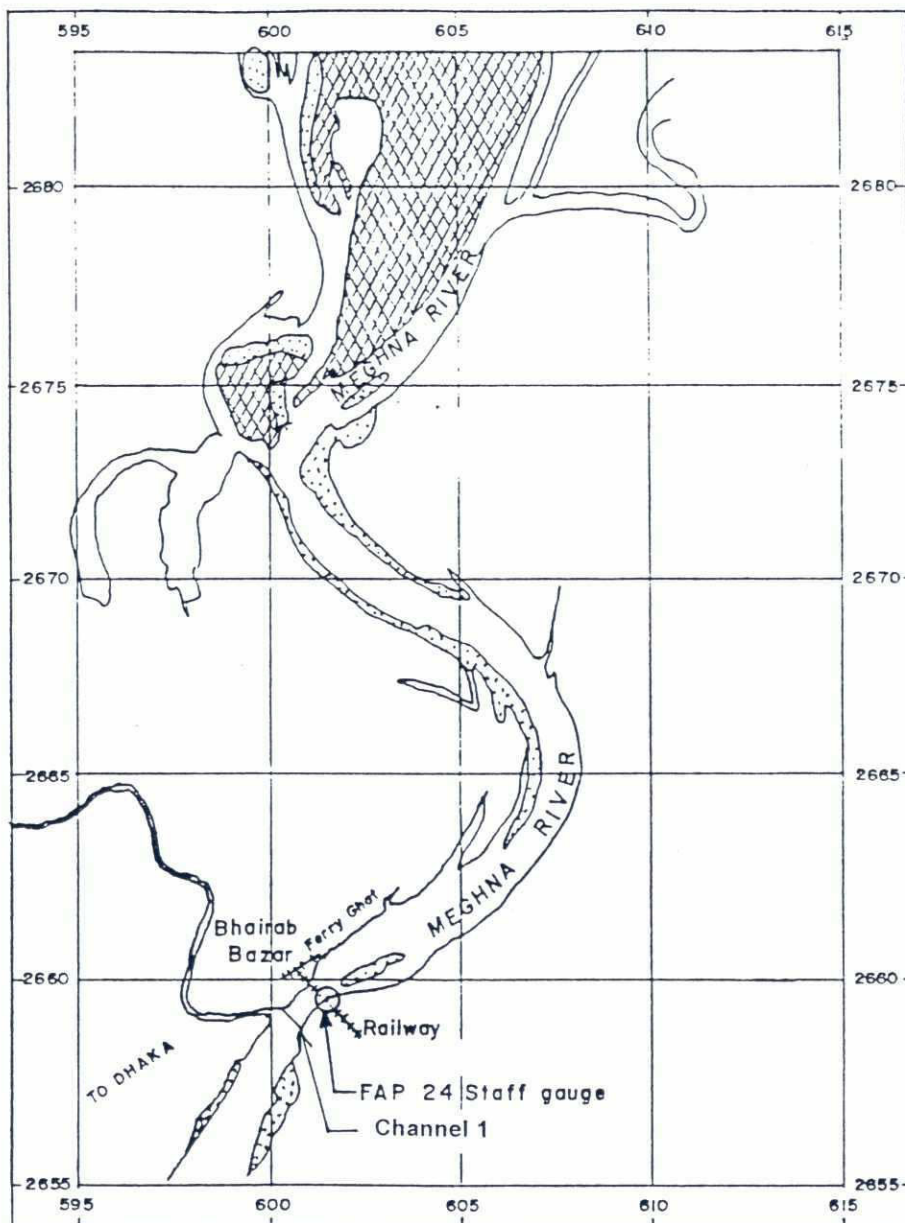 595 600 605 610 615
2680 2680
MEGHNA RIVER
2675 2675
2670 2670
2665 2665
MEGHNA RIVER
Bhairab
Bazar
Ferry Ghat
2660 2660
Railway
TO DHAKA
FAP 24 Staff gauge
Channel 1
2655 2655
595 600 605 610 615